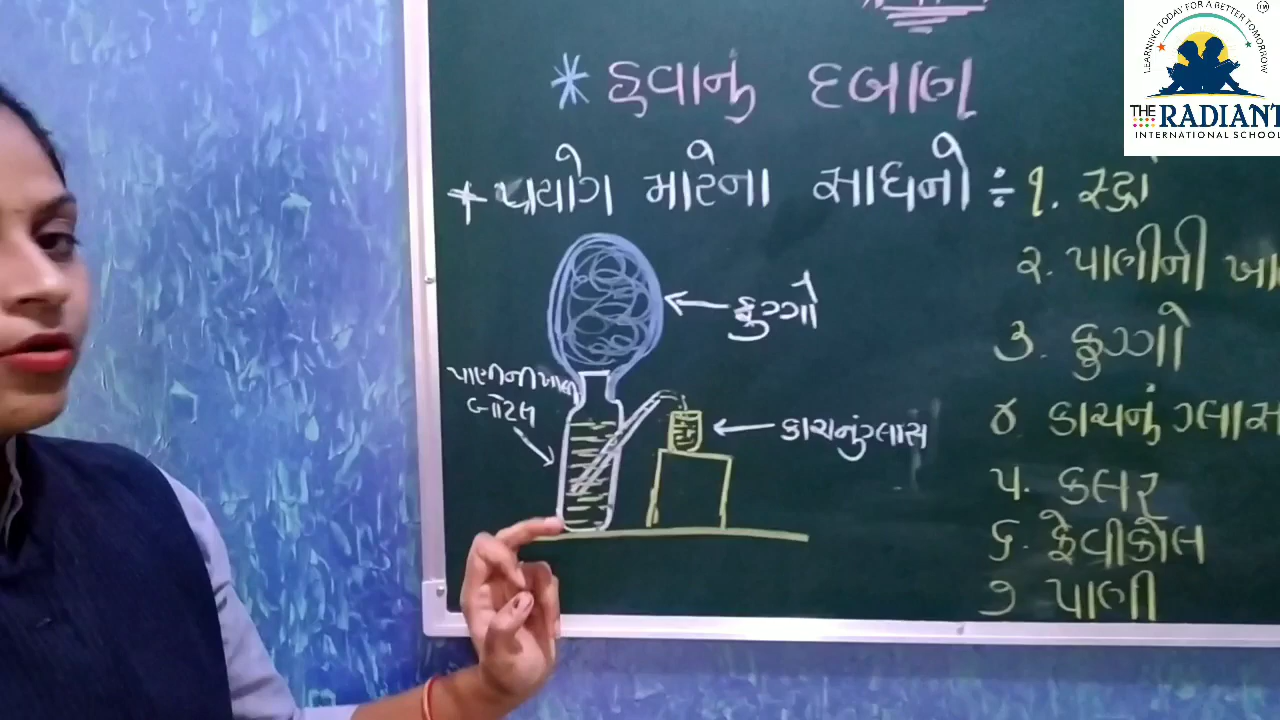 LEARNING TODAY FOR A BETTER TOMORROW
THE RADIANT
INTERNATIONAL SCHOOL
* હવાનું દબાણ
+ પ્રયોગ માટેના સાધનો ÷ ૧. સ્ટ્રો
૨. પાણીની ખા
૩. ફુગ્ગો
૪. કાચનું ગ્લાસ
૫. કલર
૬. ફેવીકોલ
૭ પાણી
ફુગ્ગો
પાણીની ખાલી
બોટલ
કાચનું ગ્લાસ